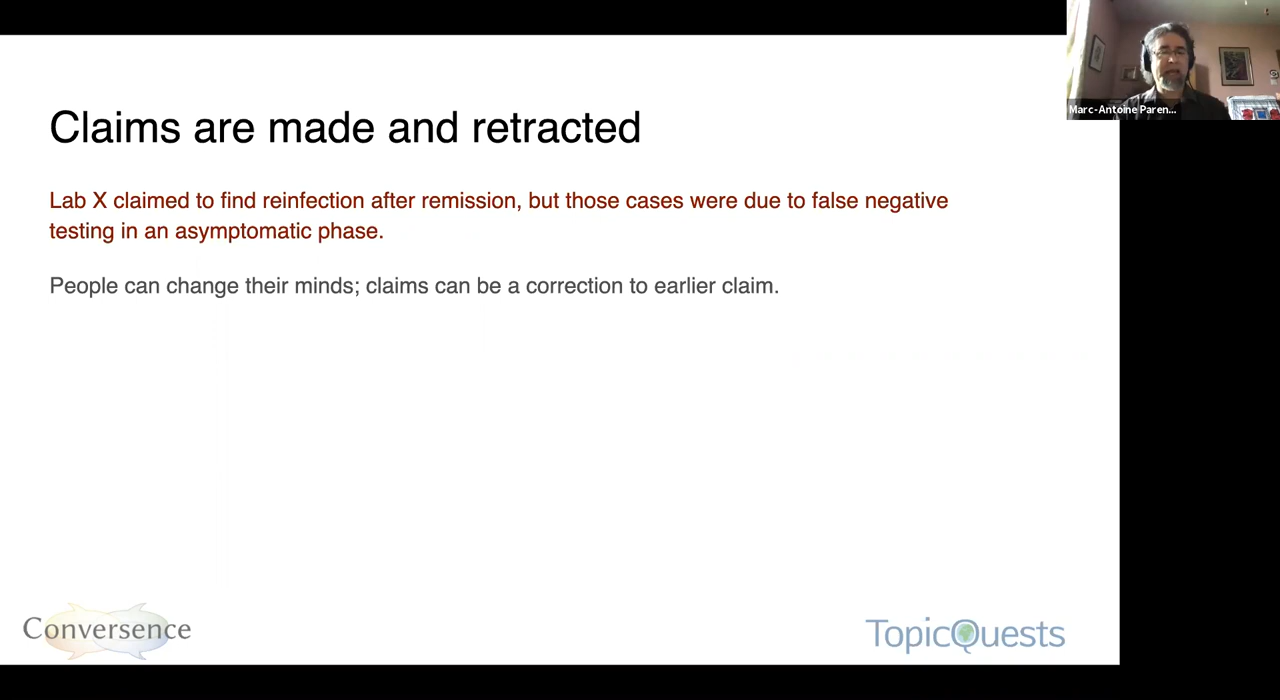 Marc-Antoine Paren...
Claims are made and retracted
Lab X claimed to find reinfection after remission, but those cases were due to false negative
testing in an asymptomatic phase.
People can change their minds; claims can be a correction to earlier claim.
Conversence
TopicQuests